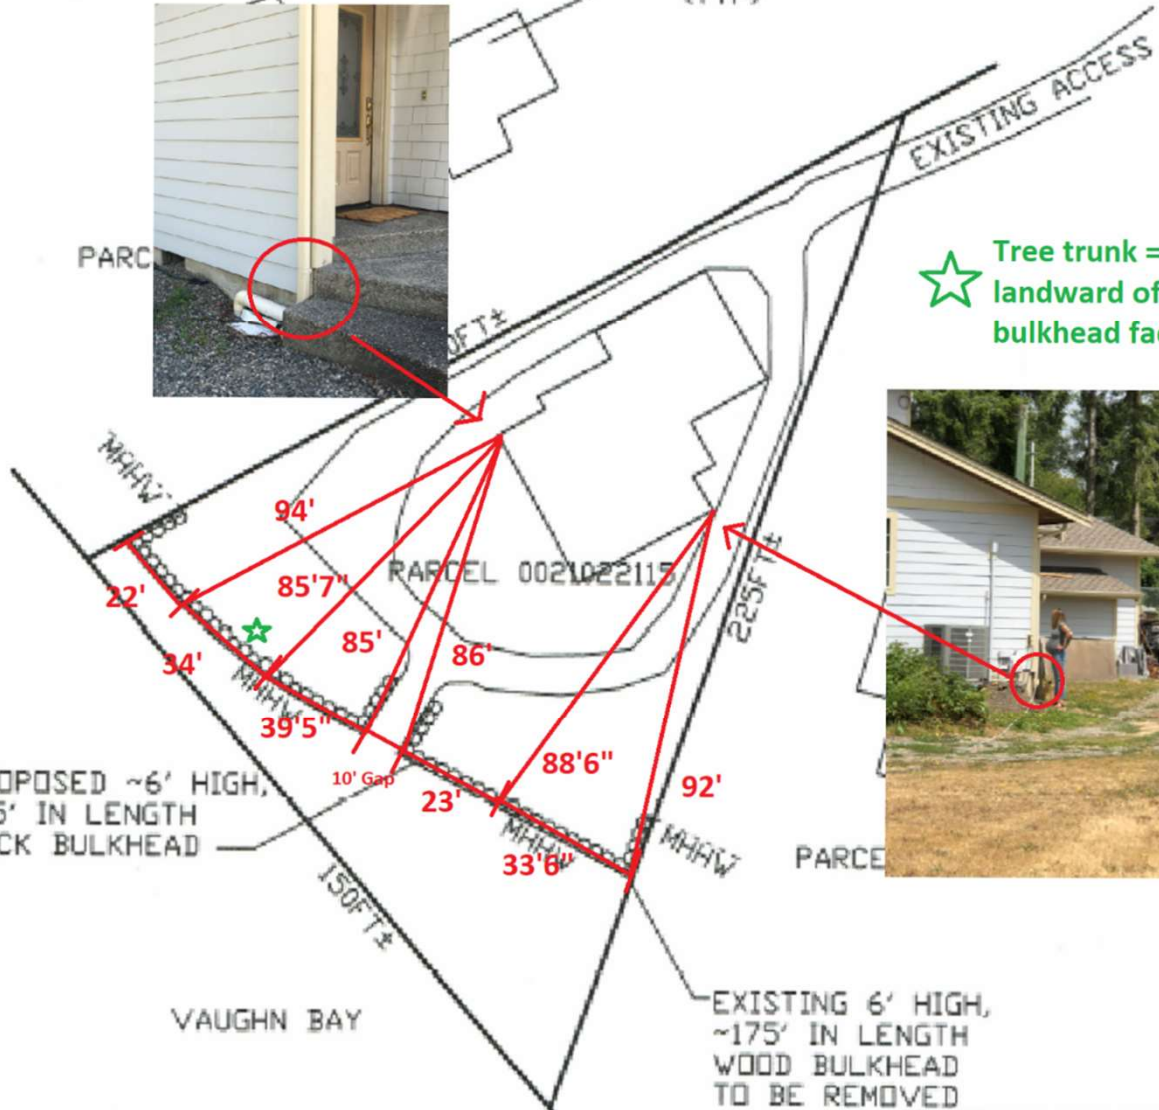 EXISTING ACCESS
PARC
Tree trunk =
landward of
bulkhead fa
0FT±
MHHW
94'
22'
85'7"
PARCEL 0021022115
225FT±
85'
86'
34'
MHHW
39'5"
10' Gap
88'6"
92'
23'
OPOSED ~6' HIGH,
5' IN LENGTH
CK BULKHEAD
MHHW
MHHW
33'6"
PARCE
150FT±
VAUGHN BAY
EXISTING 6' HIGH,
~175' IN LENGTH
WOOD BULKHEAD
TO BE REMOVED